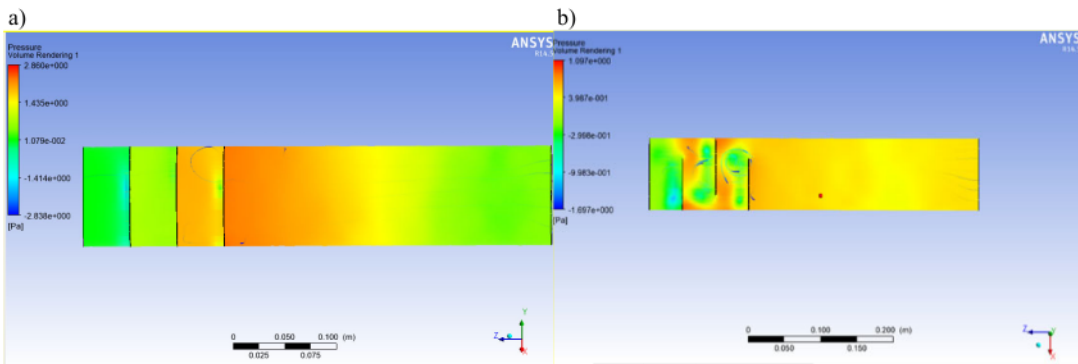 a)
Pressure
Volume Rendering 1
2.860e+000
1.435e+000
1.079e-002
-1.414e+000
-2.838e+000
[Pa]
ANSYS
R14.5
Y
Z
X
0 0.050 0.100 (m)
0.025 0.075
b)
Pressure
Volume Rendering 1
1.097e+000
3.987e-001
-2.998e-001
-9.983e-001
-1.697e+000
[Pa]
ANSYS
Z
Y
X
0 0.100 0.200 (m)
0.050 0.150